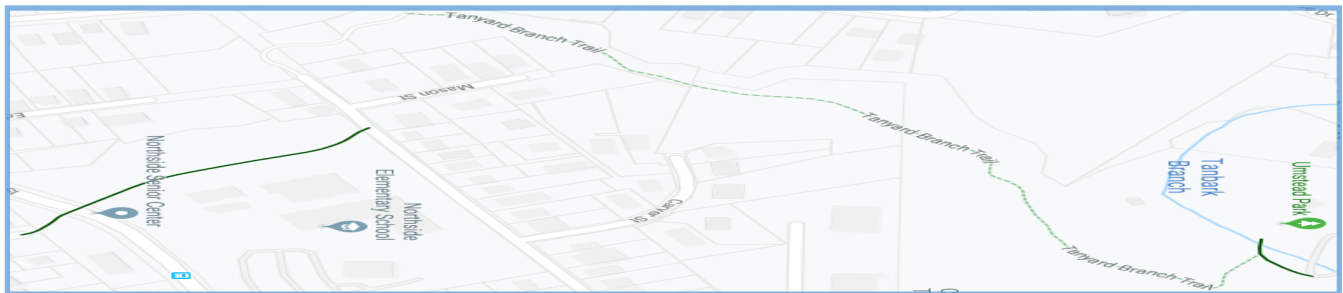 Tanyard Branch Trail
Mason St
Northside Senior Center
Northside
Elementary School
Carver St
Tanyard Branch Trail
Tanbark
Branch
Umstead Park
Tanyard Branch Trail
Dr